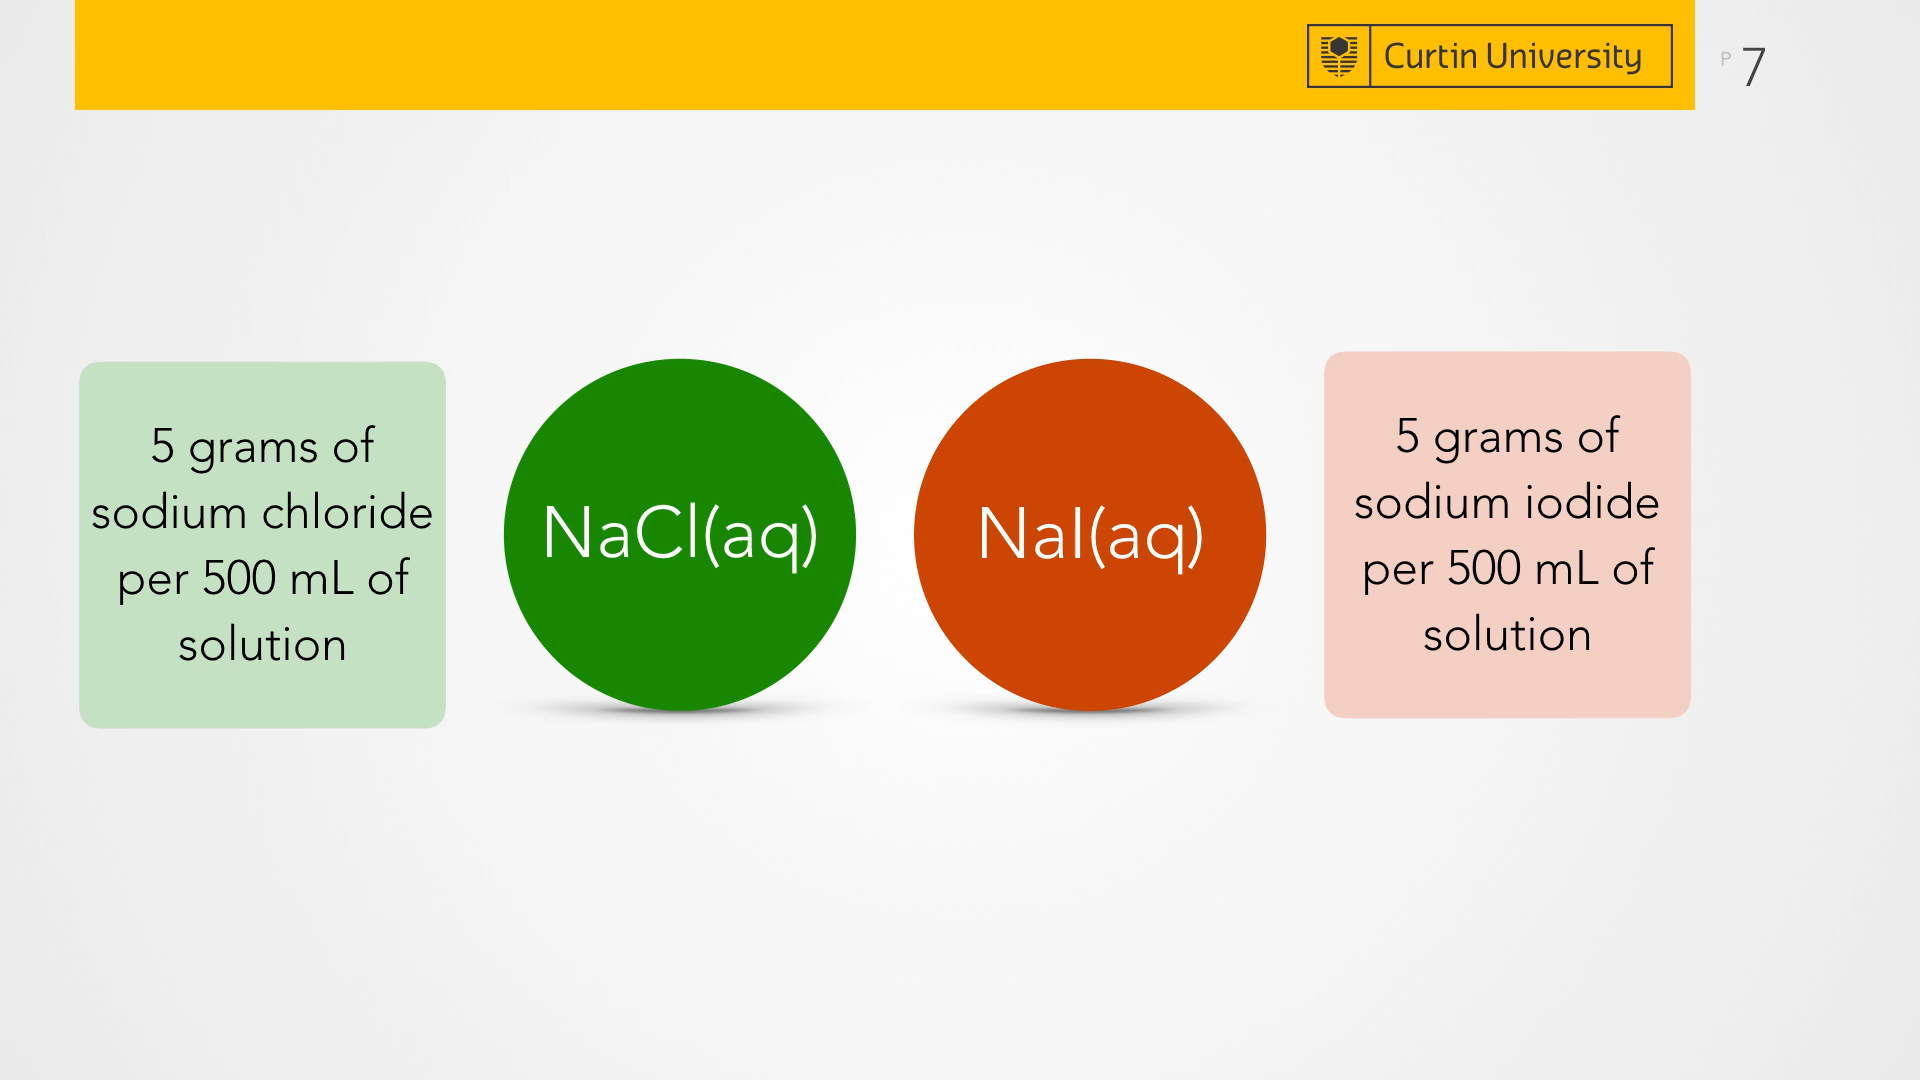 Curtin University
P 7
5 grams of
sodium chloride
per 500 mL of
solution
NaCl(aq)
NaI(aq)
5 grams of
sodium iodide
per 500 mL of
solution